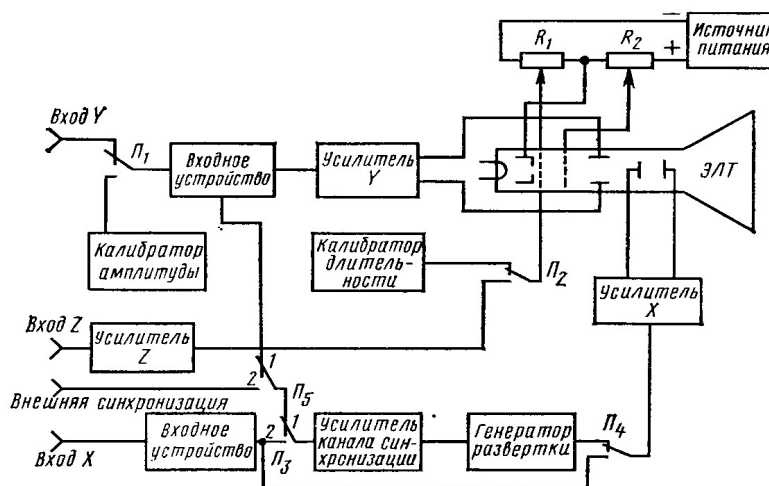 R₁
R₂
−
+
Источник
питания
Вход Y
П₁
Входное
устройство
Усилитель
Y
ЭЛТ
Калибратор
амплитуды
Калибратор
длитель-
ности
П₂
Усилитель
X
Вход Z
Усилитель
Z
1
2
П₅
Внешняя синхронизация
Вход X
Входное
устройство
2
1
П₃
Усилитель
канала син-
хронизации
Генератор
развертки
П₄